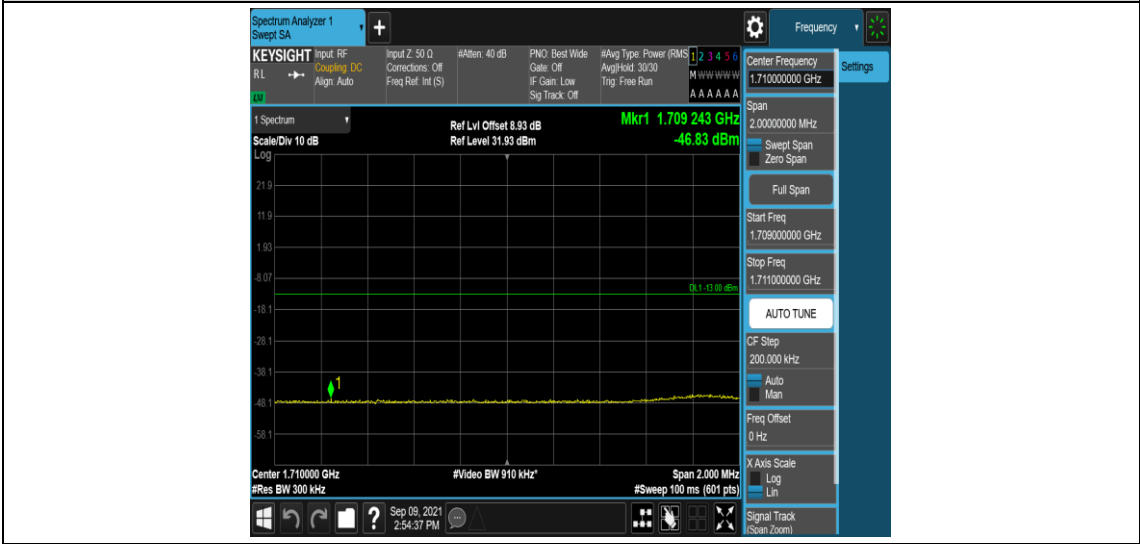 Spectrum Analyzer 1
Swept SA
+
Frequency
KEYSIGHT
RL
LXI
Input: RF
Coupling: DC
Align: Auto
Input Z: 50 Ω
Corrections: Off
Freq Ref: Int (S)
#Atten: 40 dB
PNO: Best Wide
Gate: Off
IF Gain: Low
Sig Track: Off
#Avg Type: Power (RMS
Avg|Hold: 30/30
Trig: Free Run
1 2 3 4 5 6
M W W W W W
A A A A A A
1 Spectrum
Scale/Div 10 dB
Log
Ref Lvl Offset 8.93 dB
Ref Level 31.93 dBm
Mkr1 1.709 243 GHz
-46.83 dBm
21.9
11.9
1.93
-8.07
DL1 -13.00 dBm
-18.1
-28.1
-38.1
1
-48.1
-58.1
Center 1.710000 GHz
#Res BW 300 kHz
#Video BW 910 kHz*
Span 2.000 MHz
#Sweep 100 ms (601 pts)
Sep 09, 2021
2:54:37 PM
?
Settings
Center Frequency
1.710000000 GHz
Span
2.00000000 MHz
Swept Span
Zero Span
Full Span
Start Freq
1.709000000 GHz
Stop Freq
1.711000000 GHz
AUTO TUNE
CF Step
200.000 kHz
Auto
Man
Freq Offset
0 Hz
X Axis Scale
Log
Lin
Signal Track
(Span Zoom)